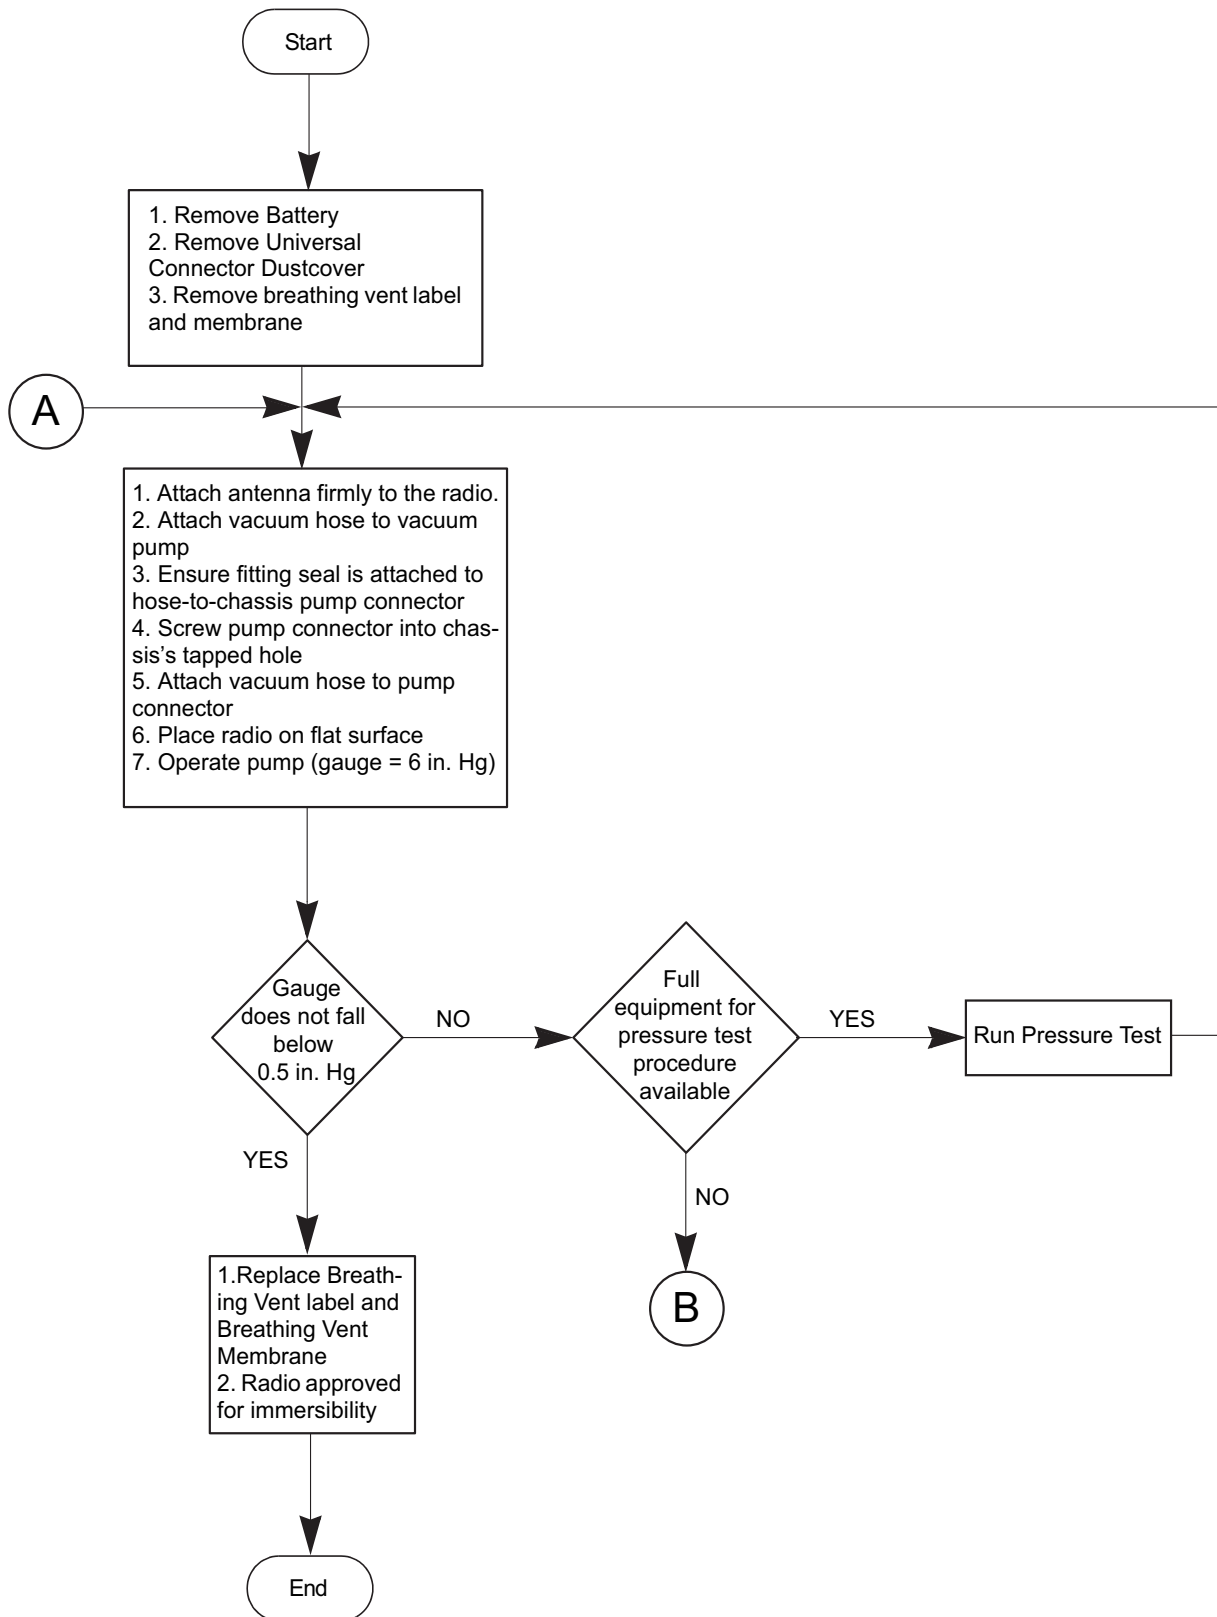 Start
1. Remove Battery
2. Remove Universal
Connector Dustcover
3. Remove breathing vent label
and membrane
A
1. Attach antenna firmly to the radio.
2. Attach vacuum hose to vacuum
pump
3. Ensure fitting seal is attached to
hose-to-chassis pump connector
4. Screw pump connector into chas-
sis’s tapped hole
5. Attach vacuum hose to pump
connector
6. Place radio on flat surface
7. Operate pump (gauge = 6 in. Hg)
Gauge
does not fall
below
0.5 in. Hg
NO
Full
equipment for
pressure test
procedure
available
YES
Run Pressure Test
YES
NO
1.Replace Breath-
ing Vent label and
Breathing Vent
Membrane
2. Radio approved
for immersibility
B
End